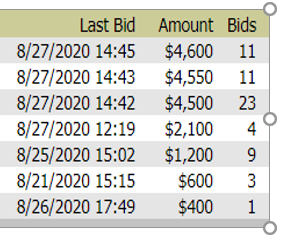 Last Bid Amount Bids
8/27/2020 14:45 $4,600 11
8/27/2020 14:43 $4,550 11
8/27/2020 14:42 $4,500 23
8/27/2020 12:19 $2,100 4
8/25/2020 15:02 $1,200 9
8/21/2020 15:15 $600 3
8/26/2020 17:49 $400 1